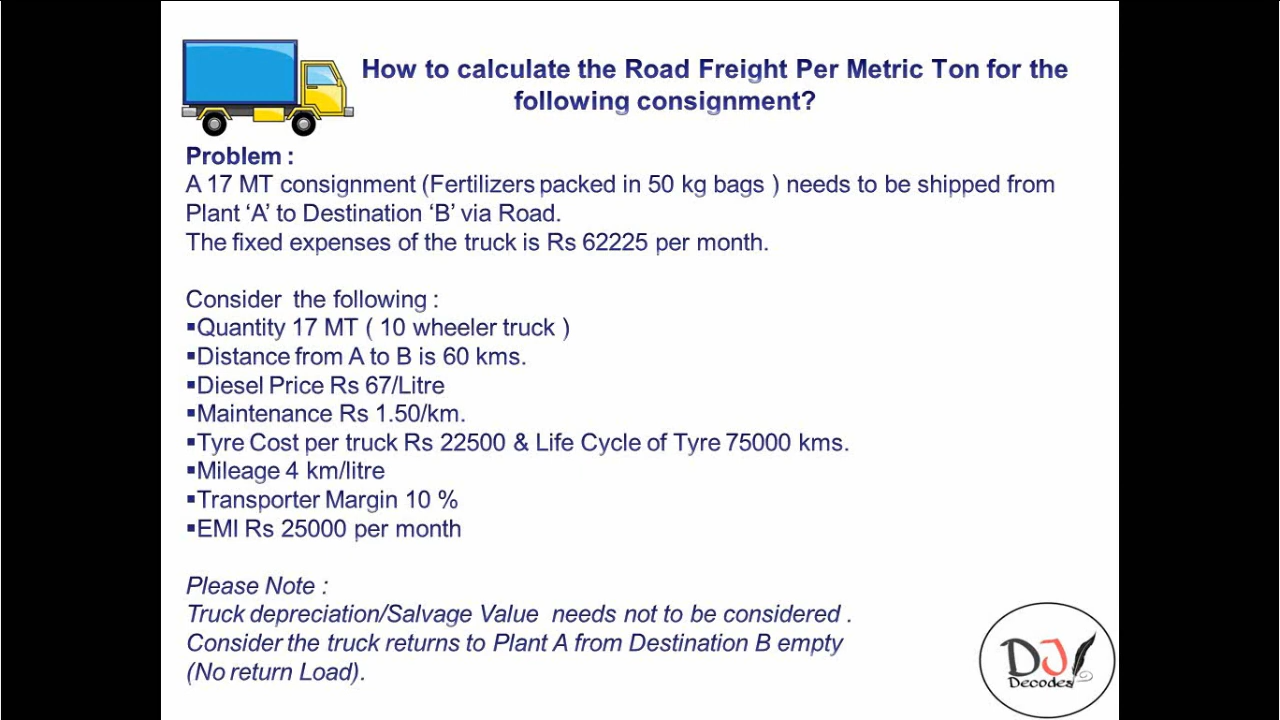 How to calculate the Road Freight Per Metric Ton for the
following consignment?
Problem :
A 17 MT consignment (Fertilizers packed in 50 kg bags ) needs to be shipped from
Plant ‘A’ to Destination ‘B’ via Road.
The fixed expenses of the truck is Rs 62225 per month.
Consider the following :
▪Quantity 17 MT ( 10 wheeler truck )
▪Distance from A to B is 60 kms.
▪Diesel Price Rs 67/Litre
▪Maintenance Rs 1.50/km.
▪Tyre Cost per truck Rs 22500 & Life Cycle of Tyre 75000 kms.
▪Mileage 4 km/litre
▪Transporter Margin 10 %
▪EMI Rs 25000 per month
Please Note :
Truck depreciation/Salvage Value needs not to be considered .
Consider the truck returns to Plant A from Destination B empty
(No return Load).
DJ
Decodes